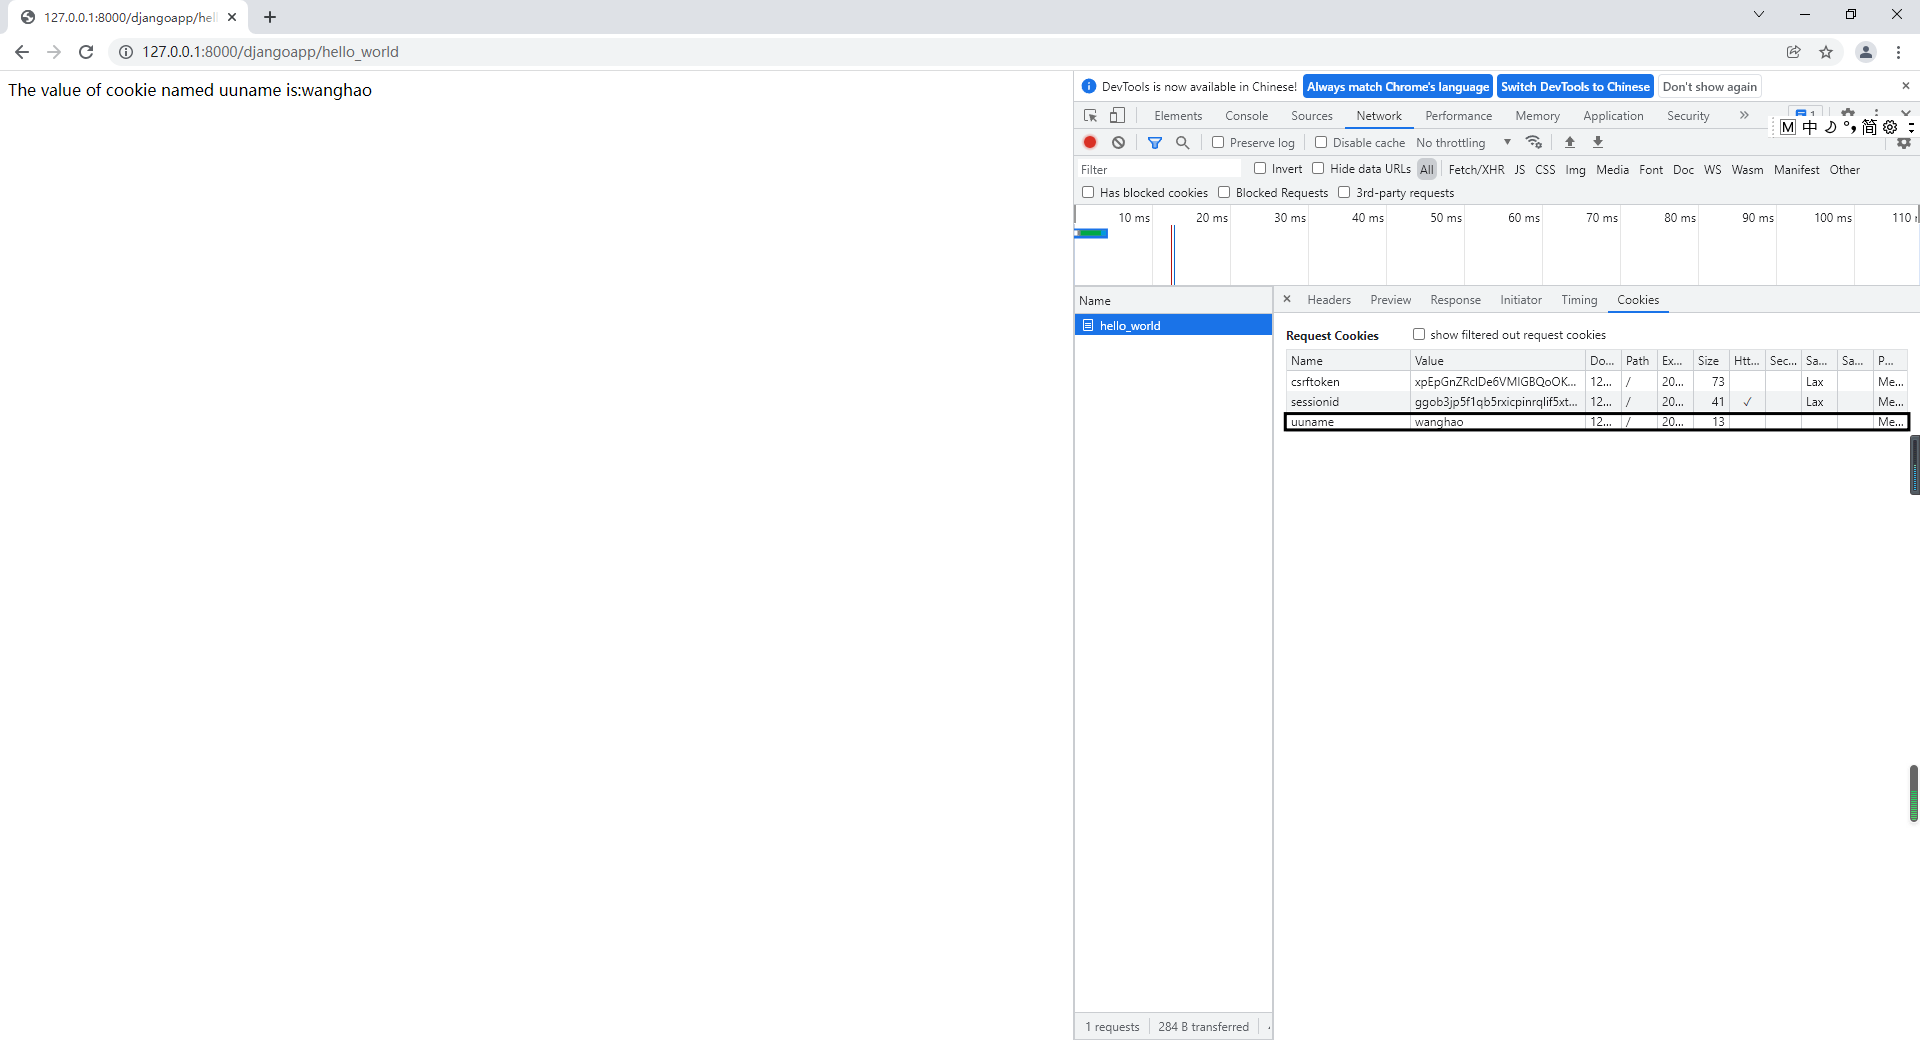 127.0.0.1:8000/djangoapp/hel
127.0.0.1:8000/djangoapp/hello_world
The value of cookie named uuname is:wanghao
DevTools is now available in Chinese! Always match Chrome's language Switch DevTools to Chinese Don't show again
Elements Console Sources Network Performance Memory Application Security » 1
M 中 简
Preserve log Disable cache No throttling
Filter Invert Hide data URLs All Fetch/XHR JS CSS Img Media Font Doc WS Wasm Manifest Other
Has blocked cookies Blocked Requests 3rd-party requests
10 ms 20 ms 30 ms 40 ms 50 ms 60 ms 70 ms 80 ms 90 ms 100 ms 110
Name
hello_world
Headers Preview Response Initiator Timing Cookies
Request Cookies show filtered out request cookies
Name Value Do... Path Ex... Size Htt... Sec... Sa... Sa... P...
csrftoken xpEpGnZRcIDe6VMIGBQoOK... 12... / 20... 73 Lax Me...
sessionid ggob3jp5f1qb5rxicpinrqlif5xt... 12... / 20... 41 ✓ Lax Me...
uuname wanghao 12... / 20... 13 Me...
1 requests 284 B transferred